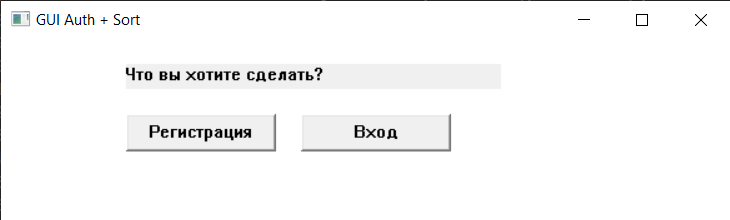 GUI Auth + Sort
Что вы хотите сделать?
Регистрация
Вход